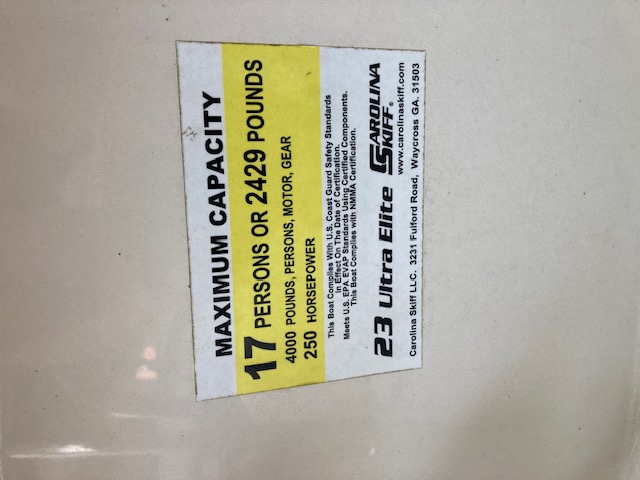 MAXIMUM CAPACITY
17 PERSONS OR 2429 POUNDS
4000 POUNDS, PERSONS, MOTOR, GEAR
250 HORSEPOWER
This Boat Complies With U.S. Coast Guard Safety Standards
in Effect On The Date of Certification.
Meets U.S. EPA EVAP Standards Using Certified Components.
This Boat Complies with NMMA Certification.
23 Ultra Elite
CAROLINA
SKIFF®
www.carolinaskiff.com
Carolina Skiff LLC. 3231 Fulford Road, Waycross GA. 31503